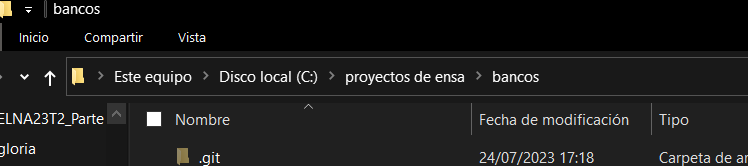 bancos
Inicio Compartir Vista
Este equipo Disco local (C:) proyectos de ensa bancos
ELNA23T2_Parte
gloria
Nombre Fecha de modificación Tipo
.git 24/07/2023 17:18 Carpeta de ar